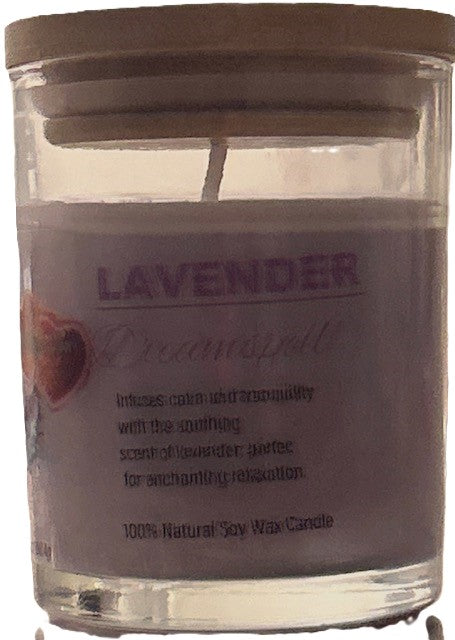 LAVENDER
Dreamspell
Infuses calm and tranquility
with the soothing
scent of lavender, perfec
for enchanting relaxation.
100% Natural Soy Wax Candle